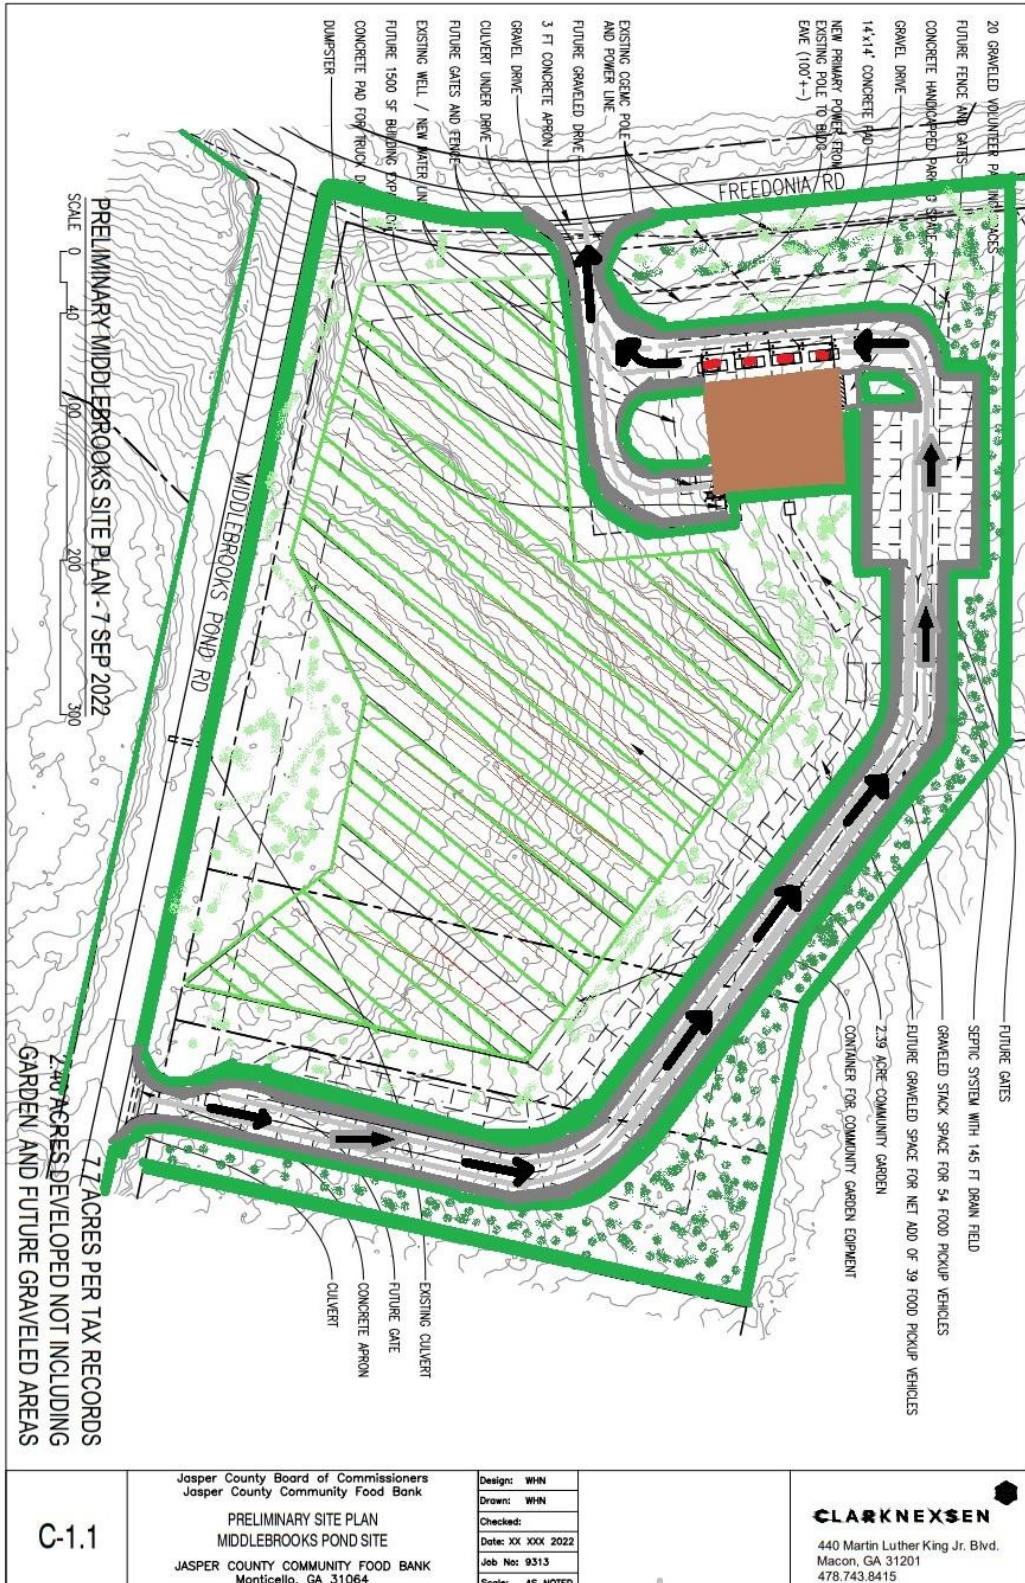 20 GRAVELED VOLUNTEER
FUTURE FENCE AND GATES
CONCRETE HANDICAPPED
GRAVEL DRIVE
14'x14' CONCRETE PAD
NEW PRIMARY POWER FROM
EXISTING POLE TO BLDG
EAVE (100'+-)
EXISTING CGEMC POLE
AND POWER LINE
FUTURE GRAVELED DRIVE
3 FT CONCRETE APRON
GRAVEL DRIVE
CULVERT UNDER DRIVE
FUTURE GATES AND FENCE
EXISTING WELL / NEW WATER
FUTURE 1500 SF BUILDING
CONCRETE PAD FOR TRUCK
DUMPSTER
FREEDONIA RD
MIDDLEBROOKS POND RD
PRELIMINARY MIDDLEBROOKS SITE PLAN- 7 SEP 2022
SCALE 0 40 100 200 300
FUTURE GATES
SEPTIC SYSTEM WITH 145 FT DRAIN FIELD
GRAVELED STACK SPACE FOR 54 FOOD PICKUP VEHICLES
FUTURE GRAVELED SPACE FOR NET ADD OF 39 FOOD PICKUP VEHICLES
2.39 ACRE COMMUNITY GARDEN
CONTAINER FOR COMMUNITY GARDEN EQIPMENT
EXISTING CULVERT
FUTURE GATE
CONCRETE APRON
CULVERT
7.7 ACRES PER TAX RECORDS
2.40 ACRES DEVELOPED NOT INCLUDING
GARDEN AND FUTURE GRAVELED AREAS
C-1.1
Jasper County Board of Commissioners
Jasper County Community Food Bank
PRELIMINARY SITE PLAN
MIDDLEBROOKS POND SITE
JASPER COUNTY COMMUNITY FOOD BANK
Monticello, GA 31064
Design: WHN
Drawn: WHN
Checked:
Date: XX XXX 2022
Job No: 9313
Scale: AS NOTED
CLARKNEXSEN
440 Martin Luther King Jr. Blvd.
Macon, GA 31201
478.743.8415